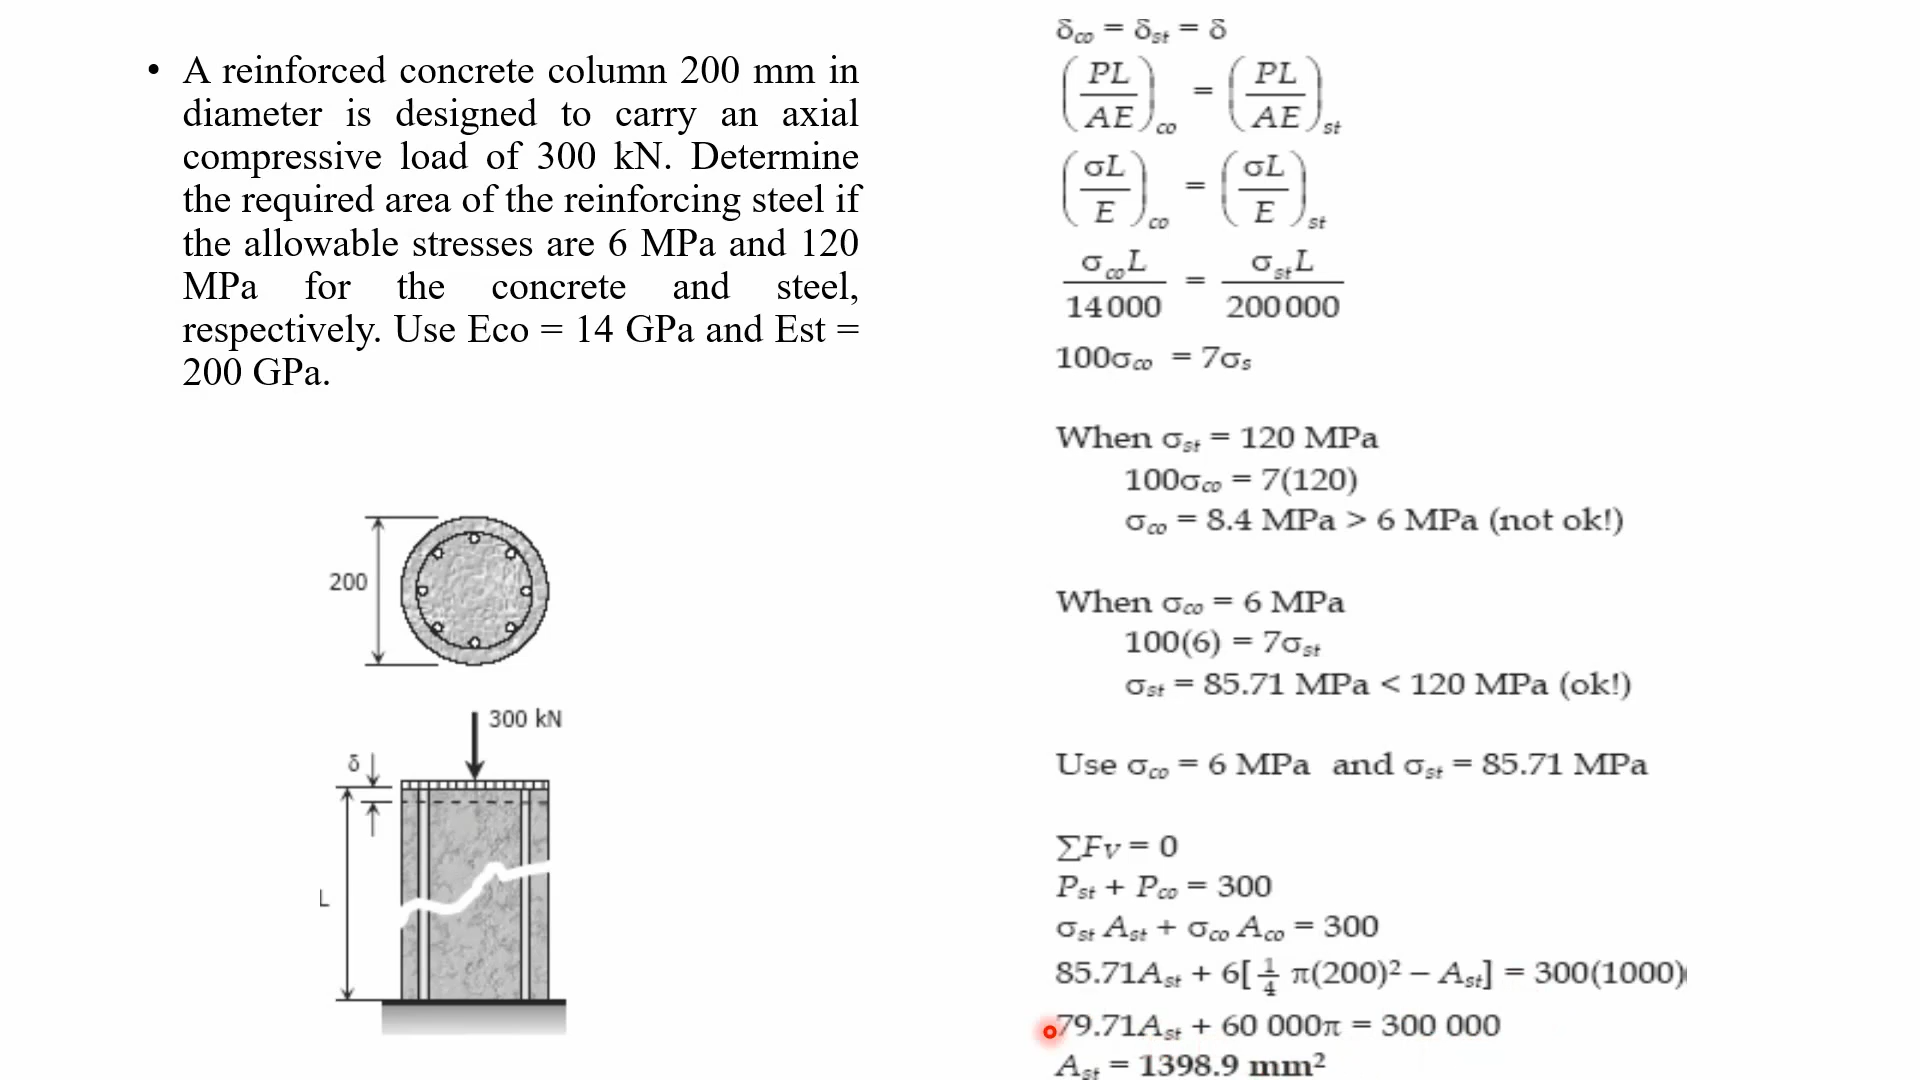 • A reinforced concrete column 200 mm in
diameter is designed to carry an axial
compressive load of 300 kN. Determine
the required area of the reinforcing steel if
the allowable stresses are 6 MPa and 120
MPa for the concrete and steel,
respectively. Use Eco = 14 GPa and Est =
200 GPa.
200
300 kN
δ
L
δco = δst = δ
(PL/AE)co = (PL/AE)st
(σL/E)co = (σL/E)st
σcoL/14000 = σstL/200000
100σco = 7σs
When σst = 120 MPa
100σco = 7(120)
σco = 8.4 MPa > 6 MPa (not ok!)
When σco = 6 MPa
100(6) = 7σst
σst = 85.71 MPa < 120 MPa (ok!)
Use σco = 6 MPa and σst = 85.71 MPa
ΣFV = 0
Pst + Pco = 300
σst Ast + σco Aco = 300
85.71Ast + 6[ 1/4 π(200)² – Ast] = 300(1000)
79.71Ast + 60 000π = 300 000
Ast = 1398.9 mm²